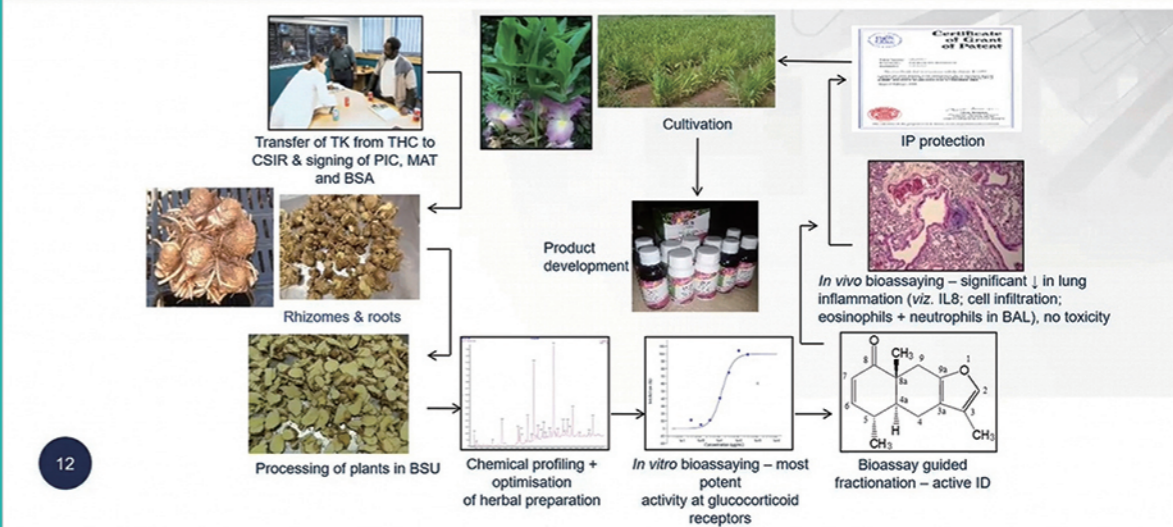 Transfer of TK from THC to
CSIR & signing of PIC, MAT
and BSA
Cultivation
Certificate
of Grant
of Patent
IP protection
Rhizomes & roots
Product
development
In vivo bioassaying – significant ↓ in lung
inflammation (viz. IL8; cell infiltration;
eosinophils + neutrophils in BAL), no toxicity
Processing of plants in BSU
Chemical profiling +
optimisation
of herbal preparation
In vitro bioassaying – most
potent
activity at glucocorticoid
receptors
O
CH3
8
9
1
7
8a
9a
O
2
6
4a
3a
3
5
4
H
CH3
CH3
Bioassay guided
fractionation – active ID
12